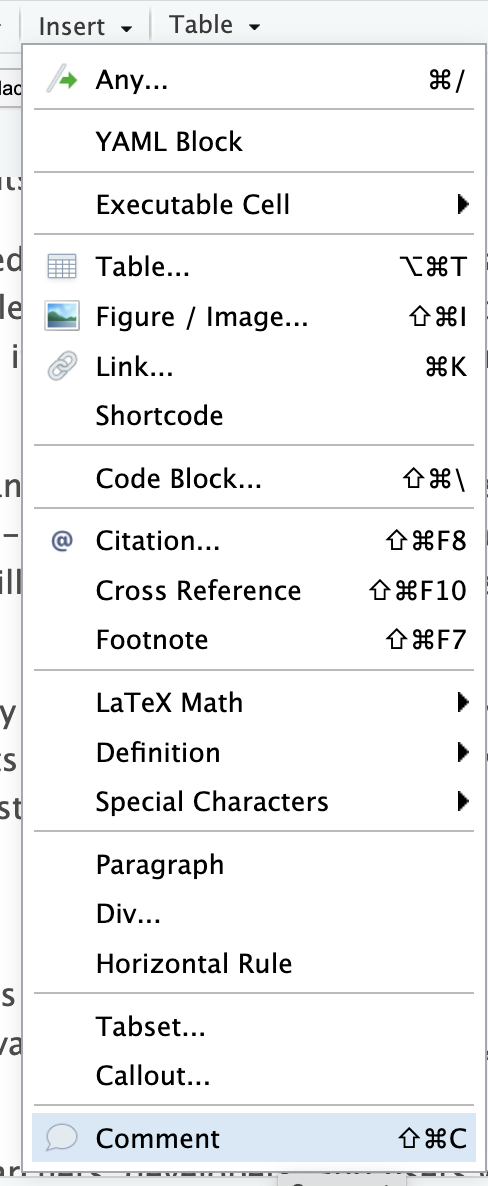 Insert Table
Any... ⌘/
YAML Block
Executable Cell
Table... ⌥⌘T
Figure / Image... ⇧⌘I
Link... ⌘K
Shortcode
Code Block... ⇧⌘\
@ Citation... ⇧⌘F8
Cross Reference ⇧⌘F10
Footnote ⇧⌘F7
LaTeX Math
Definition
Special Characters
Paragraph
Div...
Horizontal Rule
Tabset...
Callout...
Comment ⇧⌘C